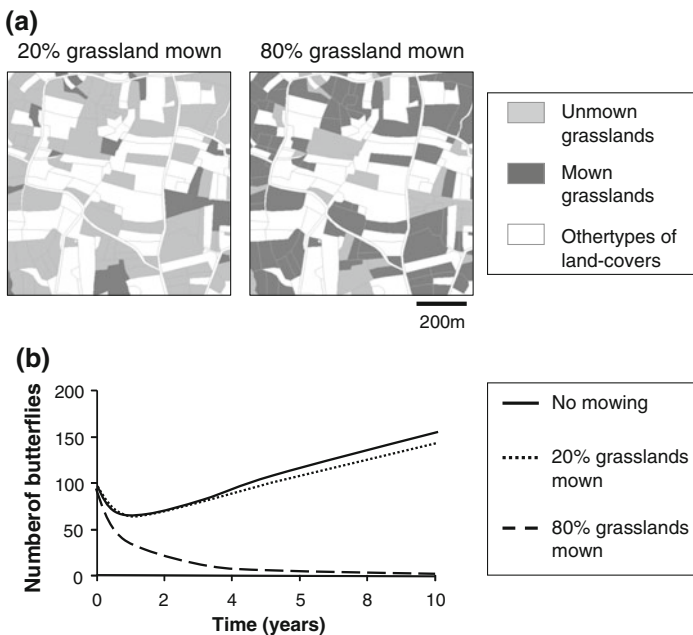 (a)
20% grassland mown
80% grassland mown
Unmown
grasslands
Mown
grasslands
Othertypes of
land-covers
200m
(b)
Numberof butterflies
200
150
100
50
0
0 2 4 6 8 10
Time (years)
No mowing
20% grasslands
mown
80% grasslands
mown